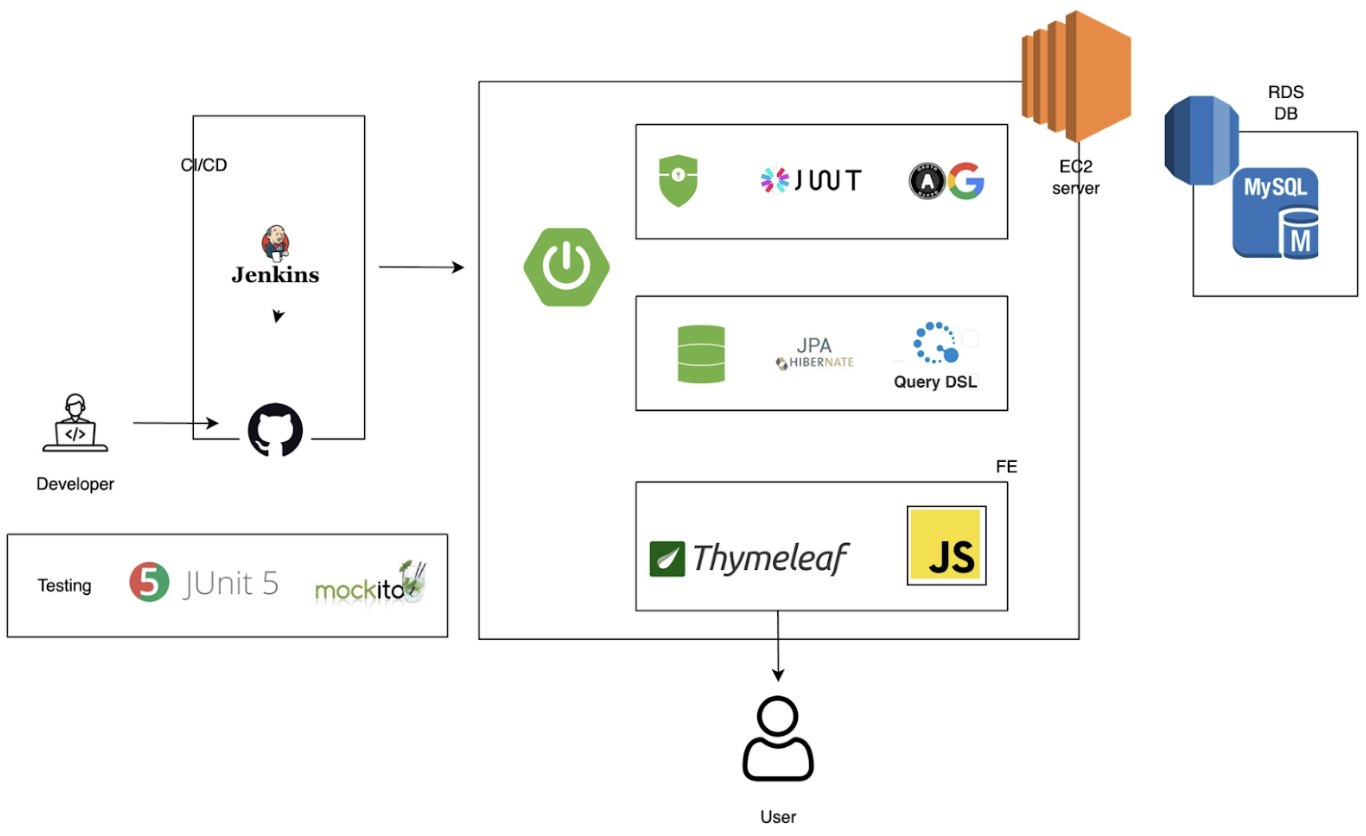 RDS
DB
CI/CD
EC2
server
JWT
A
MySQL
M
Jenkins
JPA
HIBERNATE
Query DSL
</>
Developer
FE
Thymeleaf
JS
Testing
5
JUnit 5
mockito
User